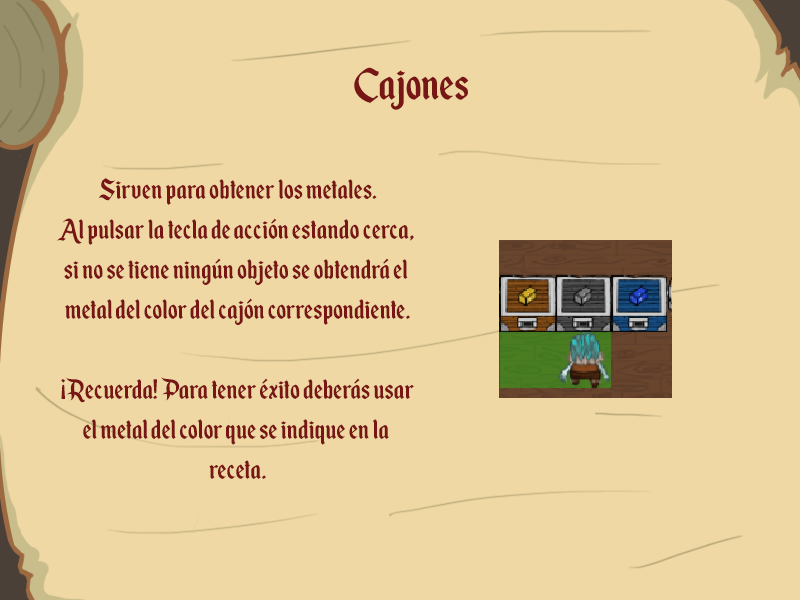 Cajones
Sirven para obtener los metales.
Al pulsar la tecla de acción estando cerca,
si no se tiene ningún objeto se obtendrá el
metal del color del cajón correspondiente.
¡Recuerda! Para tener éxito deberás usar
el metal del color que se indique en la
receta.